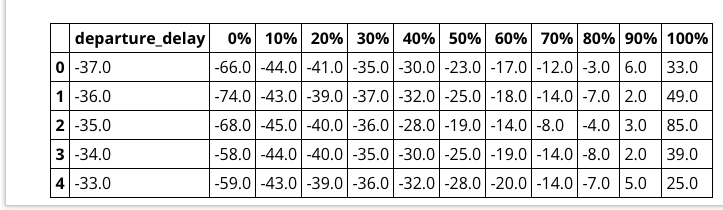 departure_delay 0% 10% 20% 30% 40% 50% 60% 70% 80% 90% 100%
0 -37.0 -66.0 -44.0 -41.0 -35.0 -30.0 -23.0 -17.0 -12.0 -3.0 6.0 33.0
1 -36.0 -74.0 -43.0 -39.0 -37.0 -32.0 -25.0 -18.0 -14.0 -7.0 2.0 49.0
2 -35.0 -68.0 -45.0 -40.0 -36.0 -28.0 -19.0 -14.0 -8.0 -4.0 3.0 85.0
3 -34.0 -58.0 -44.0 -40.0 -35.0 -30.0 -25.0 -19.0 -14.0 -8.0 2.0 39.0
4 -33.0 -59.0 -43.0 -39.0 -36.0 -32.0 -28.0 -20.0 -14.0 -7.0 5.0 25.0